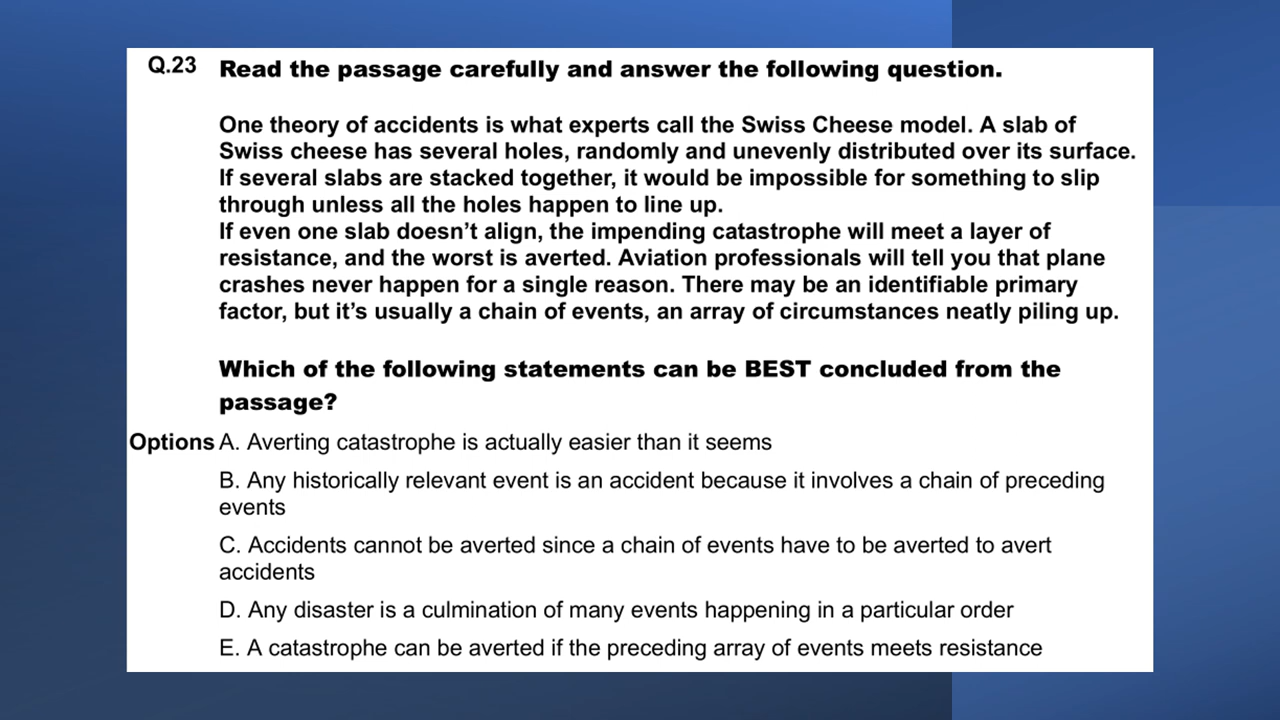 Q.23 Read the passage carefully and answer the following question.
One theory of accidents is what experts call the Swiss Cheese model. A slab of
Swiss cheese has several holes, randomly and unevenly distributed over its surface.
If several slabs are stacked together, it would be impossible for something to slip
through unless all the holes happen to line up.
If even one slab doesn’t align, the impending catastrophe will meet a layer of
resistance, and the worst is averted. Aviation professionals will tell you that plane
crashes never happen for a single reason. There may be an identifiable primary
factor, but it’s usually a chain of events, an array of circumstances neatly piling up.
Which of the following statements can be BEST concluded from the
passage?
Options A. Averting catastrophe is actually easier than it seems
B. Any historically relevant event is an accident because it involves a chain of preceding
events
C. Accidents cannot be averted since a chain of events have to be averted to avert
accidents
D. Any disaster is a culmination of many events happening in a particular order
E. A catastrophe can be averted if the preceding array of events meets resistance